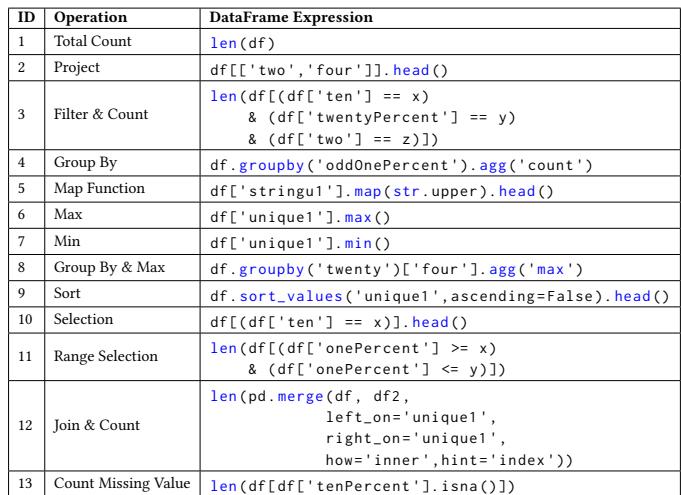 ID Operation DataFrame Expression
1 Total Count len(df)
2 Project df[['two','four']].head()
3 Filter & Count len(df[(df['ten'] == x)
& (df['twentyPercent'] == y)
& (df['two'] == z)])
4 Group By df.groupby('oddOnePercent').agg('count')
5 Map Function df['stringu1'].map(str.upper).head()
6 Max df['unique1'].max()
7 Min df['unique1'].min()
8 Group By & Max df.groupby('twenty')['four'].agg('max')
9 Sort df.sort_values('unique1',ascending=False).head()
10 Selection df[(df['ten'] == x)].head()
11 Range Selection len(df[(df['onePercent'] >= x)
& (df['onePercent'] <= y)])
12 Join & Count len(pd.merge(df, df2,
left_on='unique1',
right_on='unique1',
how='inner',hint='index'))
13 Count Missing Value len(df[df['tenPercent'].isna()])